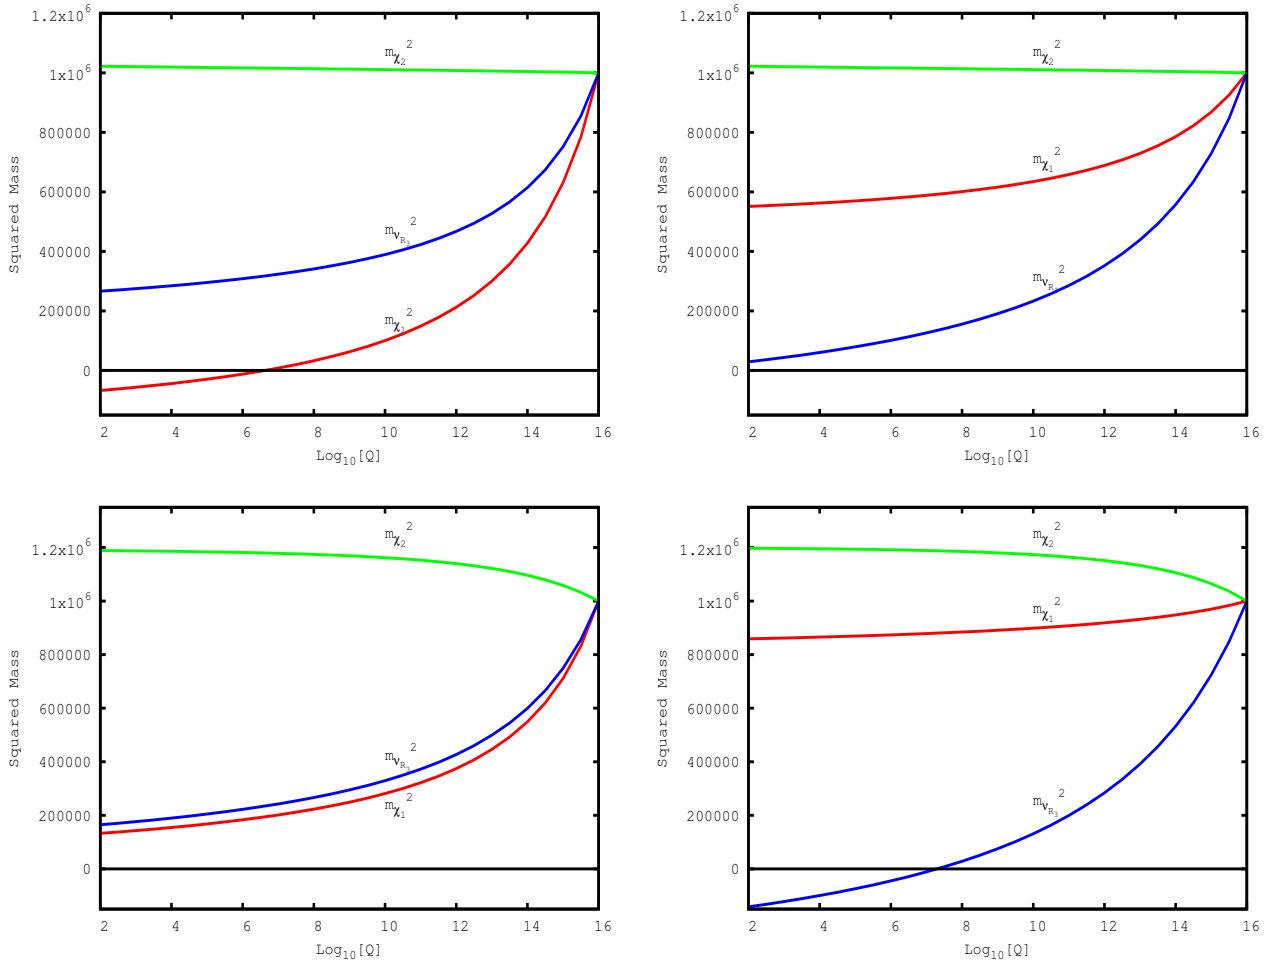 1.2x10^6
1x10^6
800000
600000
400000
200000
0
Squared Mass
m_χ₂^2
m_ν_R₃^2
m_χ₁^2
2 4 6 8 10 12 14 16
Log₁₀[Q]
1.2x10^6
1x10^6
800000
600000
400000
200000
0
Squared Mass
m_χ₂^2
m_χ₁^2
m_ν_R^2
2 4 6 8 10 12 14 16
Log₁₀[Q]
1.2x10^6
1x10^6
800000
600000
400000
200000
0
Squared Mass
m_χ₂^2
m_ν_R₃^2
m_χ₁^2
2 4 6 8 10 12 14 16
Log₁₀[Q]
1.2x10^6
1x10^6
800000
600000
400000
200000
0
Squared Mass
m_χ₂^2
m_χ₁^2
m_ν_R₃^2
2 4 6 8 10 12 14 16
Log₁₀[Q]